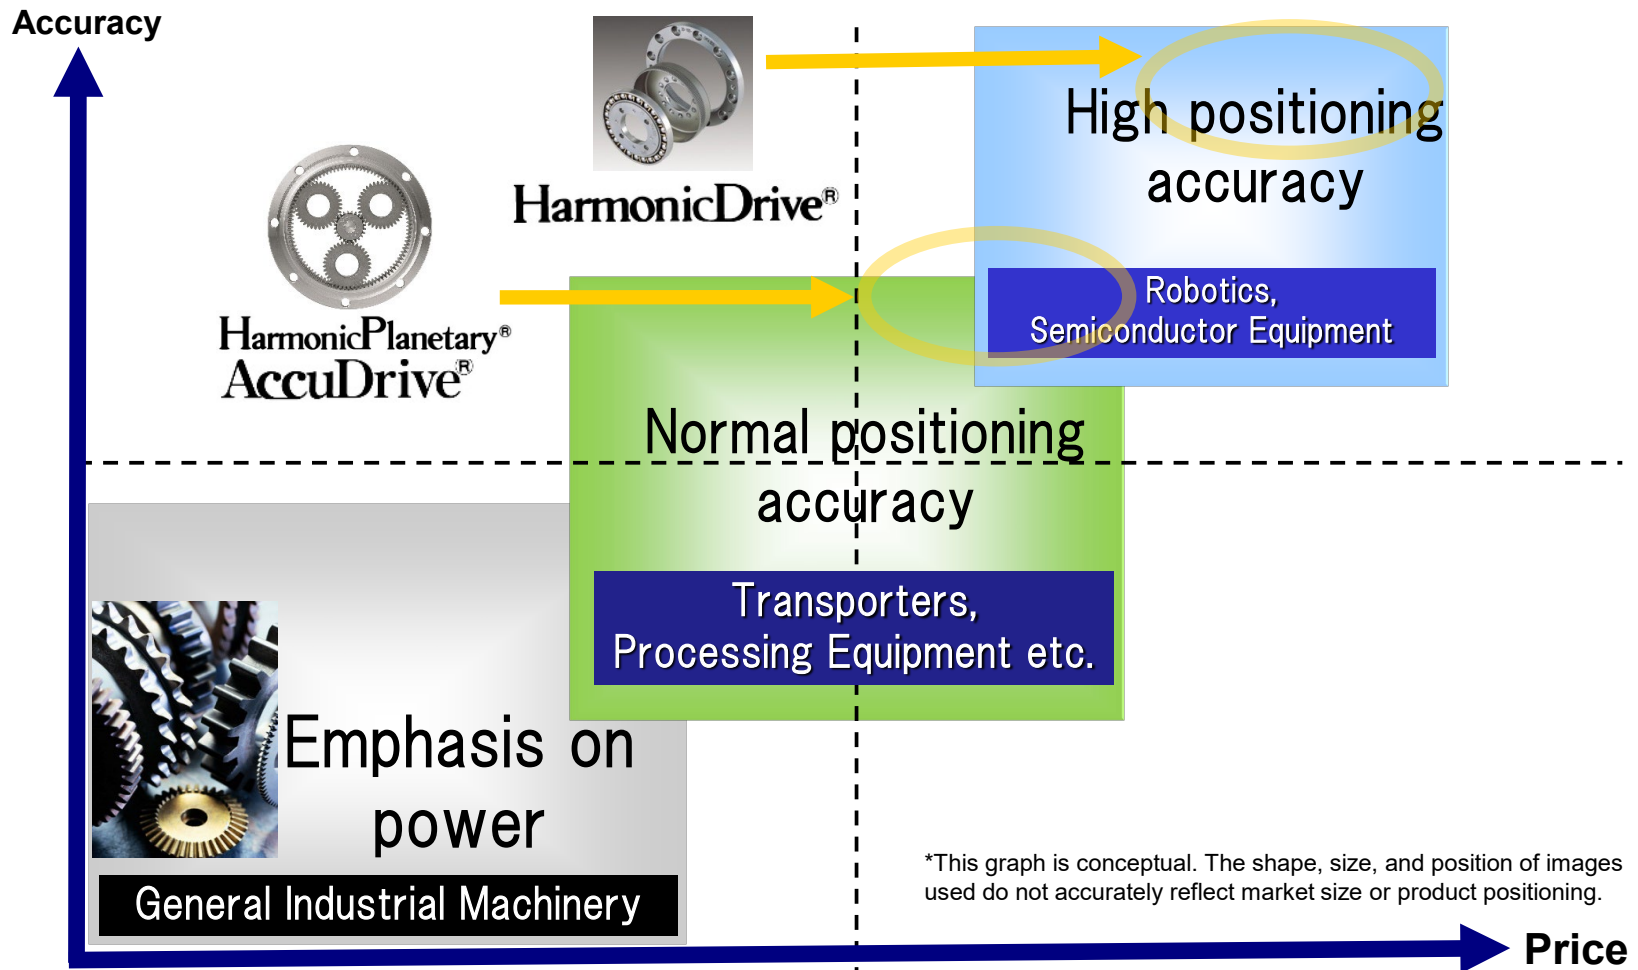 Accuracy
HarmonicDrive®
High positioning
accuracy
Robotics,
Semiconductor Equipment
HarmonicPlanetary®
AccuDrive®
Normal positioning
accuracy
Transporters,
Processing Equipment etc.
Emphasis on
power
General Industrial Machinery
*This graph is conceptual. The shape, size, and position of images
used do not accurately reflect market size or product positioning.
Price